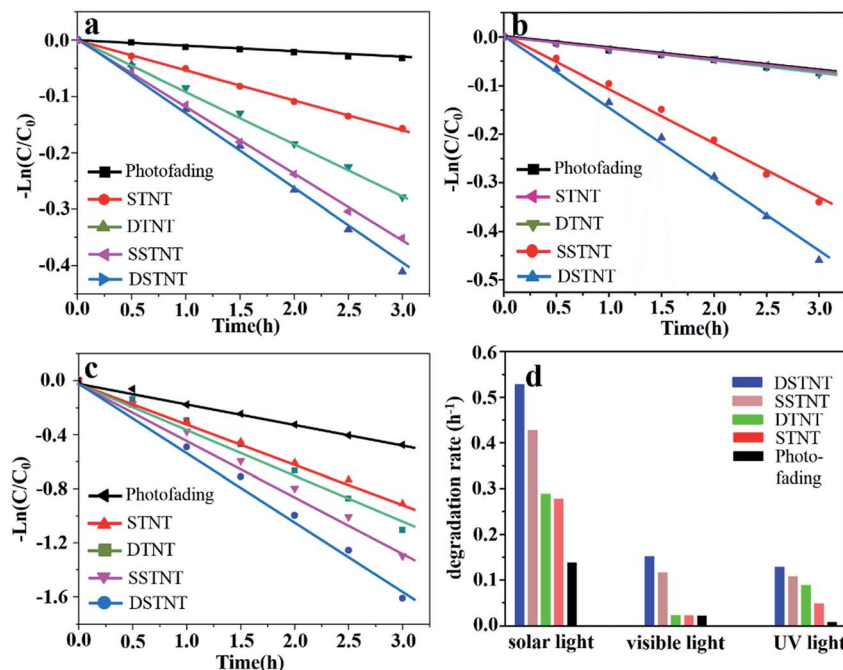 a
-Ln(C/C0)
0.0
-0.1
-0.2
-0.3
-0.4
Photofading
STNT
DTNT
SSTNT
DSTNT
0.0 0.5 1.0 1.5 2.0 2.5 3.0
Time(h)
b
-Ln(C/C0)
0.0
-0.1
-0.2
-0.3
-0.4
-0.5
Photofading
STNT
DTNT
SSTNT
DSTNT
0.0 0.5 1.0 1.5 2.0 2.5 3.0
Time(h)
c
-Ln(C/C0)
0.0
-0.4
-0.8
-1.2
-1.6
Photofading
STNT
DTNT
SSTNT
DSTNT
0.0 0.5 1.0 1.5 2.0 2.5 3.0
Time(h)
d
degradation rate (h-1)
0.6
0.5
0.4
0.3
0.2
0.1
0.0
DSTNT
SSTNT
DTNT
STNT
Photo-
fading
solar light visible light UV light